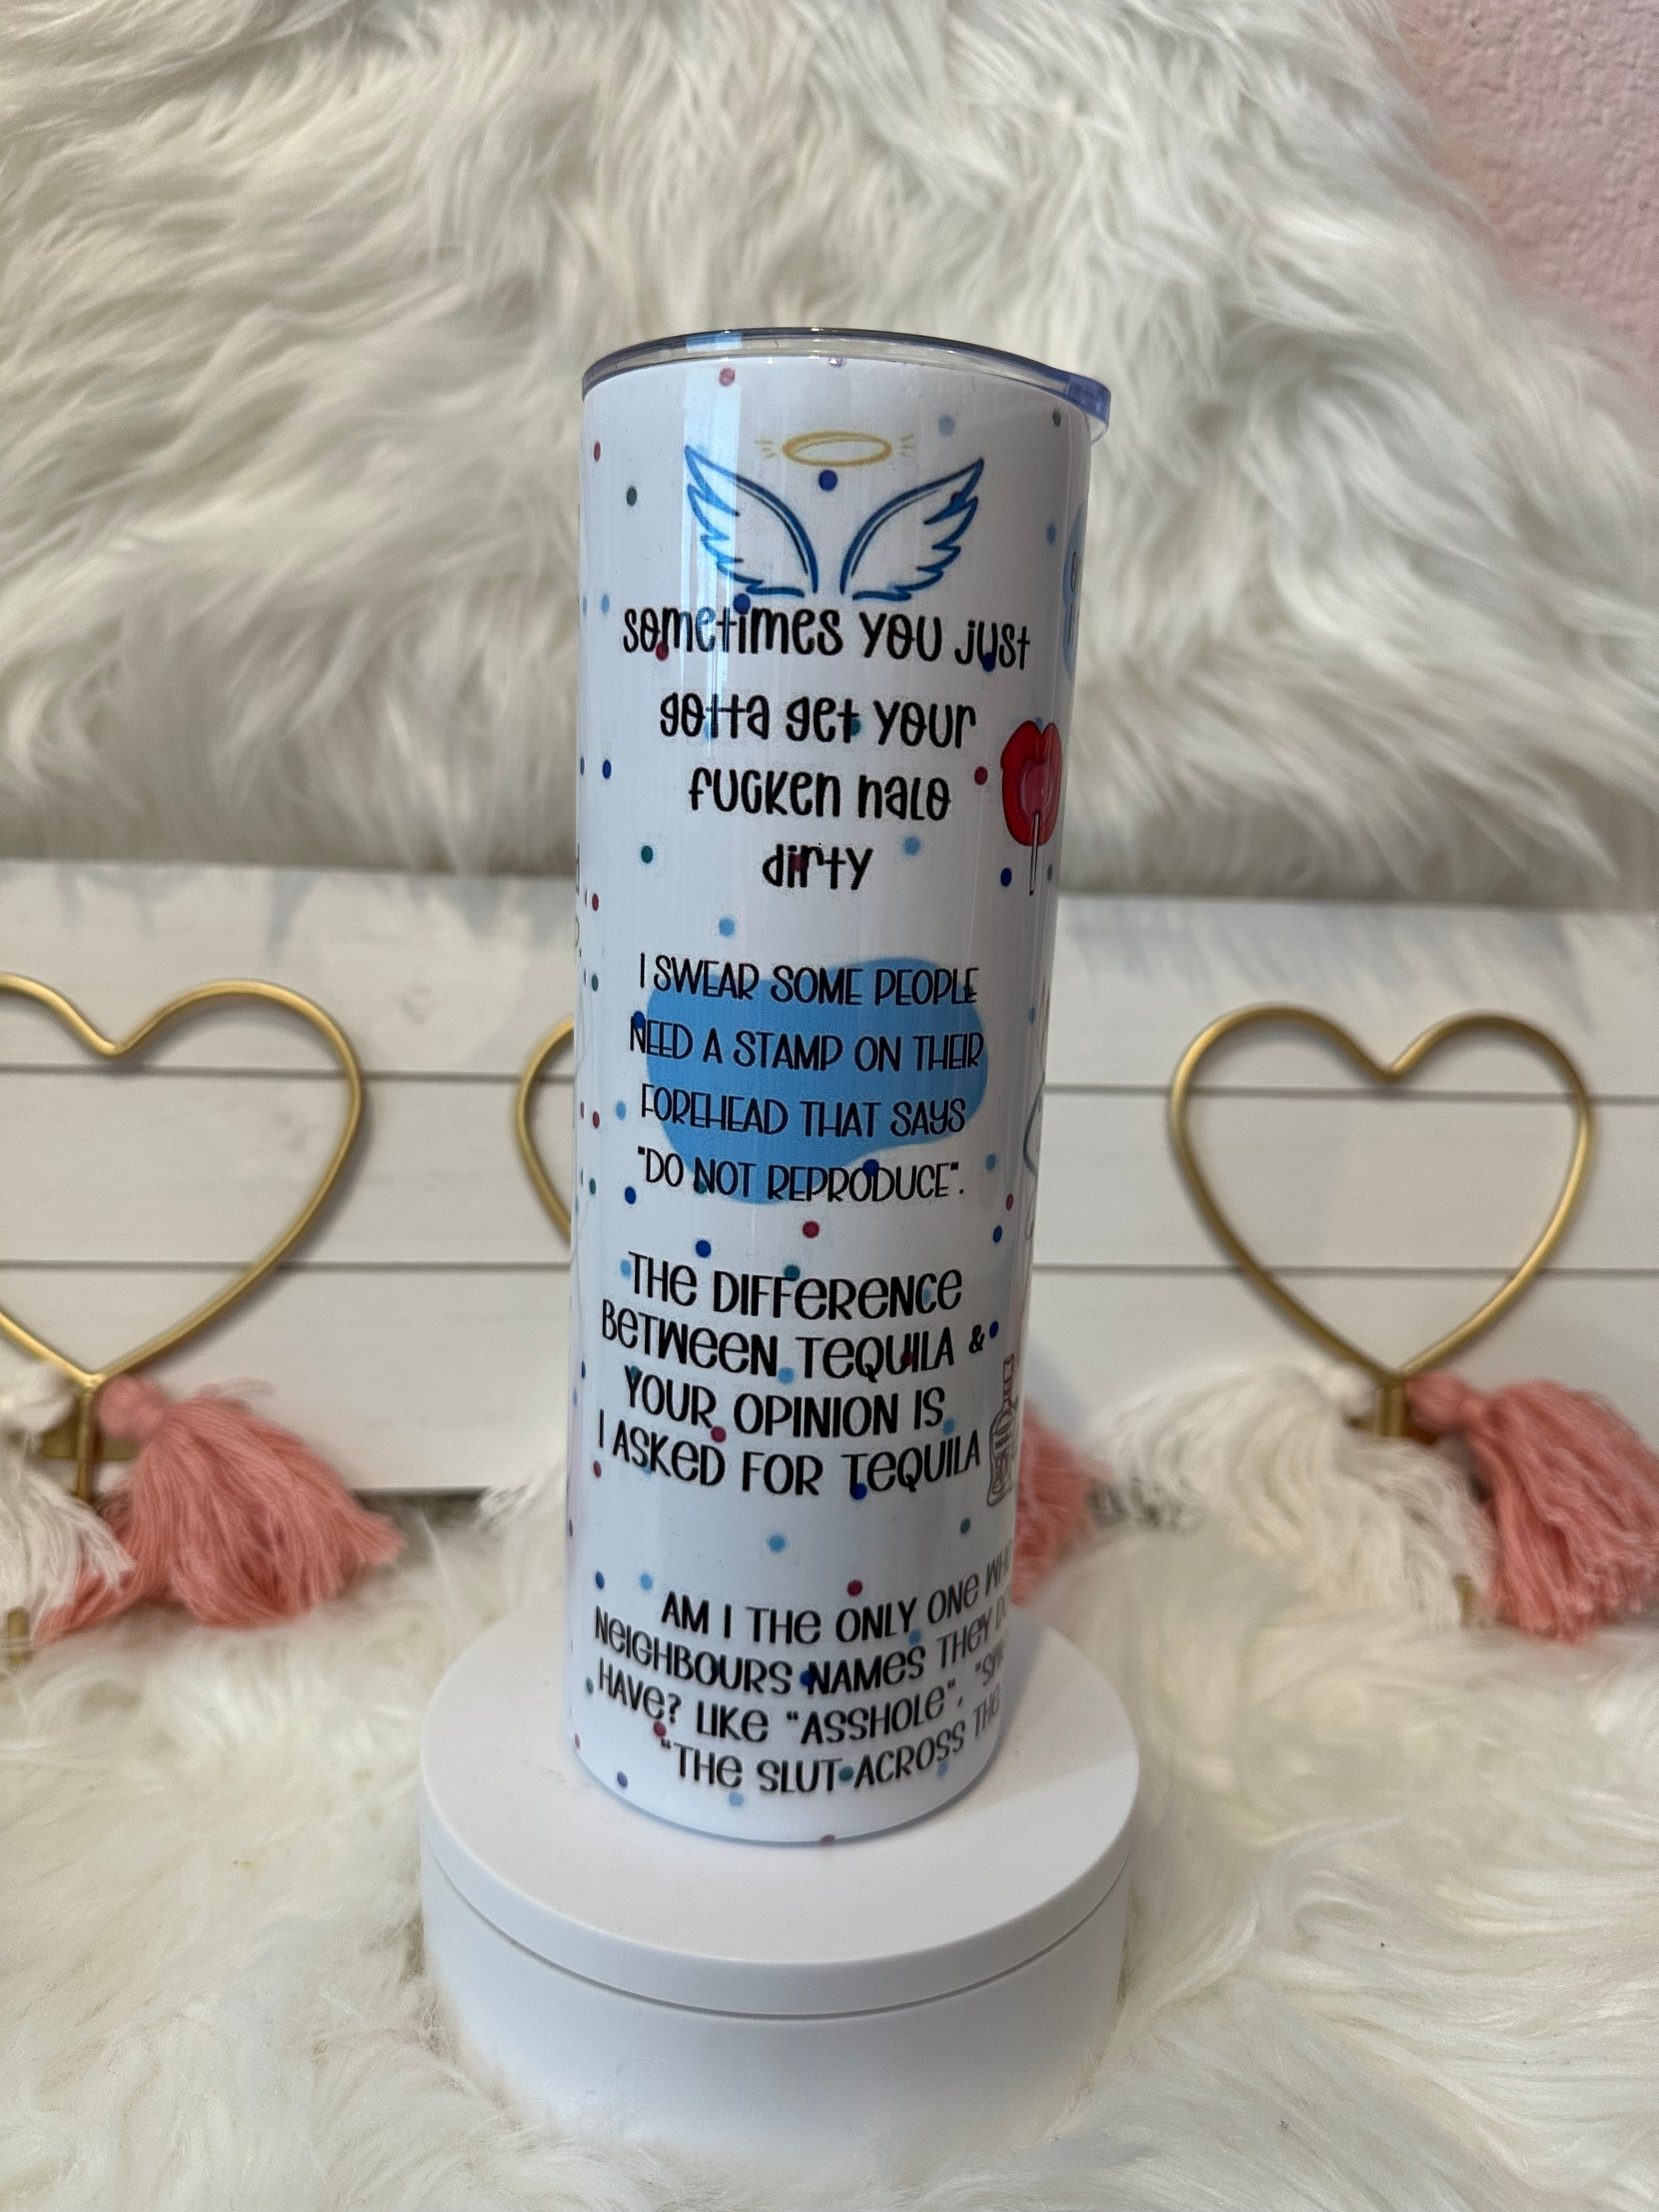 sometimes you just
gotta get your
fucken halo
dirty
I SWEAR SOME PEOPLE
NEED A STAMP ON THEIR
FOREHEAD THAT SAYS
"DO NOT REPRODUCE".
THE DIFFERENCE
BETWEEN TEQUILA &
YOUR OPINION IS
I ASKED FOR TEQUILA
AM I THE ONLY ONE
NEIGHBOURS NAMES THEY
HAVE? LIKE "ASSHOLE",
"THE SLUT ACROSS THE